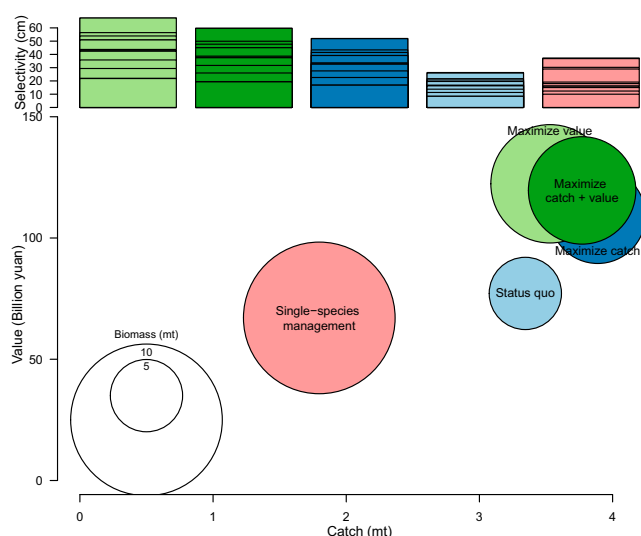 Selectivity (cm)
60
50
40
30
20
10
0
Value (Billion yuan)
150
100
50
0
Maximize value
Maximize
catch + value
Maximize catch
Status quo
Single−species
management
Biomass (mt)
10
5
0
1
2
3
4
Catch (mt)